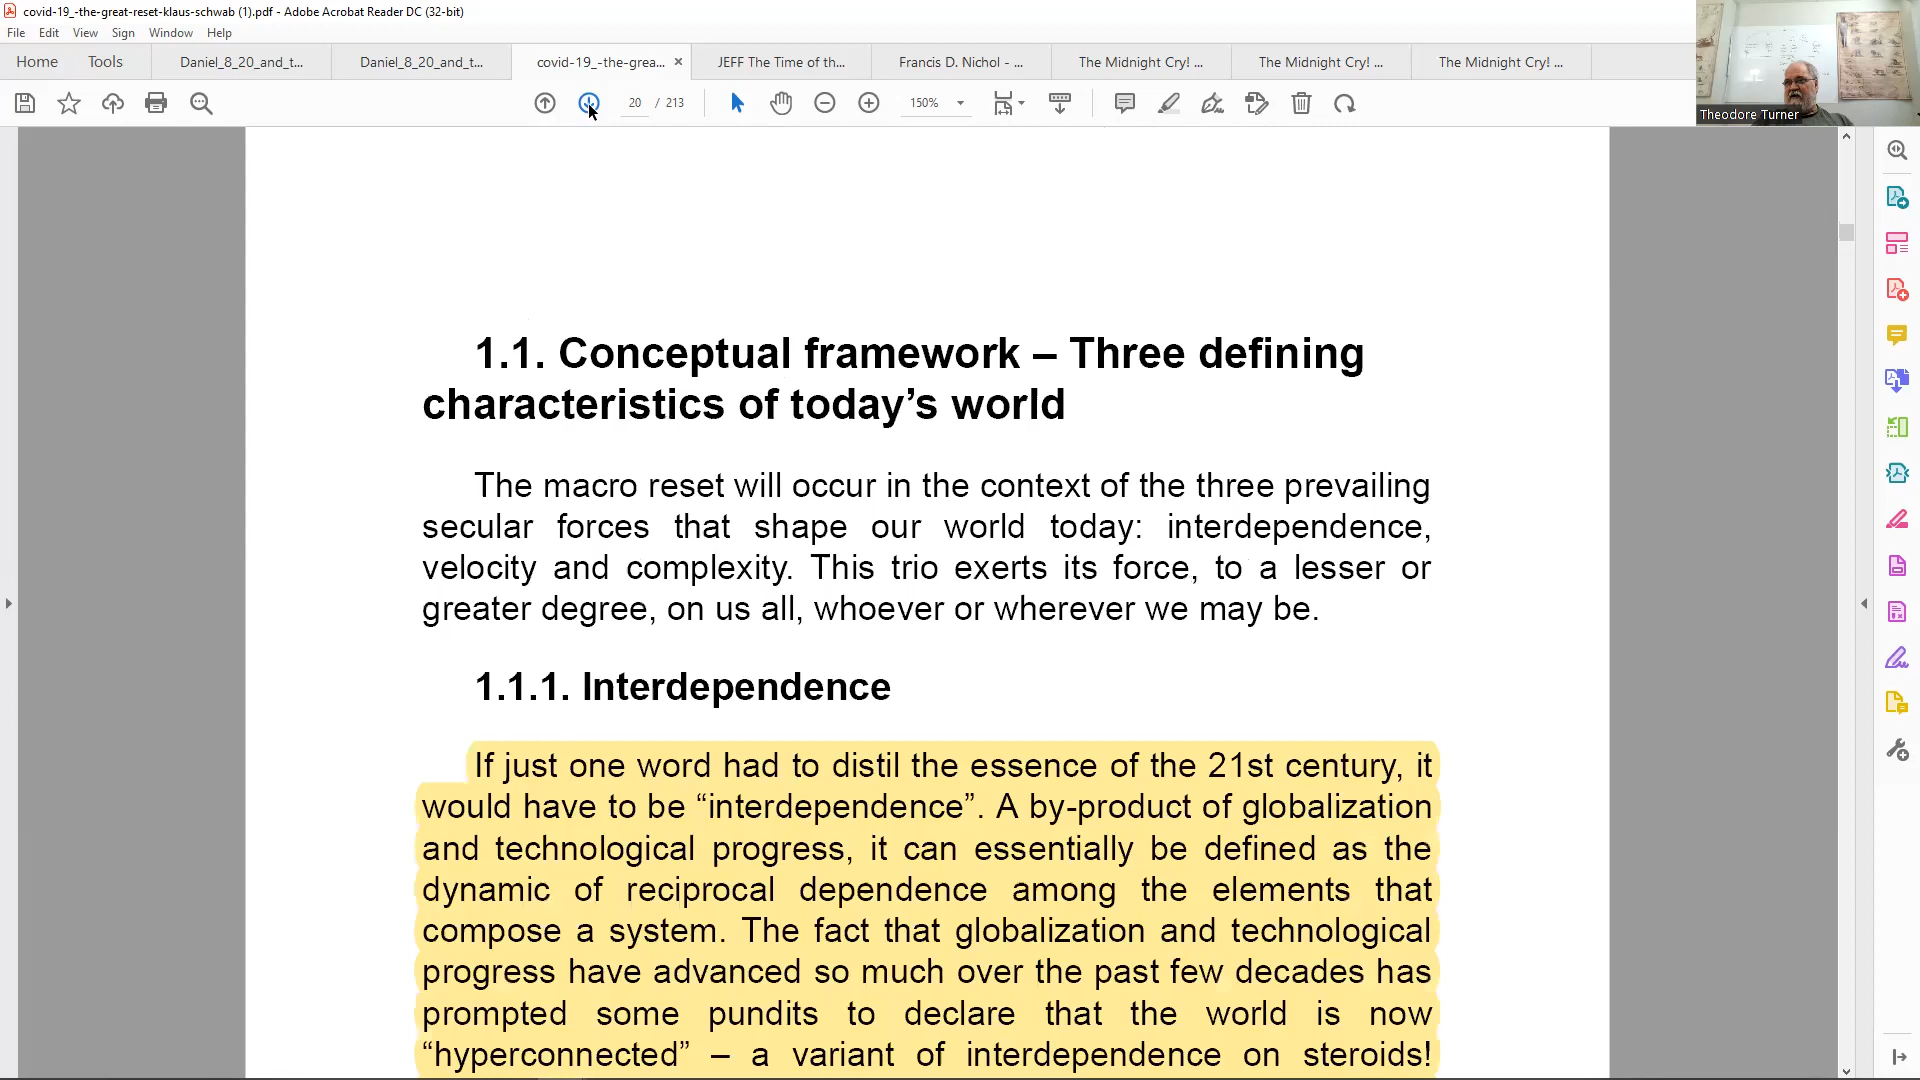 covid-19_-the-great-reset-klaus-schwab (1).pdf - Adobe Acrobat Reader DC (32-bit)
File Edit View Sign Window Help
Home Tools Daniel_8_20_and_t... Daniel_8_20_and_t... covid-19_-the-grea... × JEFF The Time of th... Francis D. Nichol - ... The Midnight Cry! ... The Midnight Cry! ... The Midnight Cry! ...
20 / 213 150%
Theodore Turner
1.1. Conceptual framework – Three defining
characteristics of today’s world
The macro reset will occur in the context of the three prevailing
secular forces that shape our world today: interdependence,
velocity and complexity. This trio exerts its force, to a lesser or
greater degree, on us all, whoever or wherever we may be.
1.1.1. Interdependence
If just one word had to distil the essence of the 21st century, it
would have to be “interdependence”. A by-product of globalization
and technological progress, it can essentially be defined as the
dynamic of reciprocal dependence among the elements that
compose a system. The fact that globalization and technological
progress have advanced so much over the past few decades has
prompted some pundits to declare that the world is now
“hyperconnected” – a variant of interdependence on steroids!